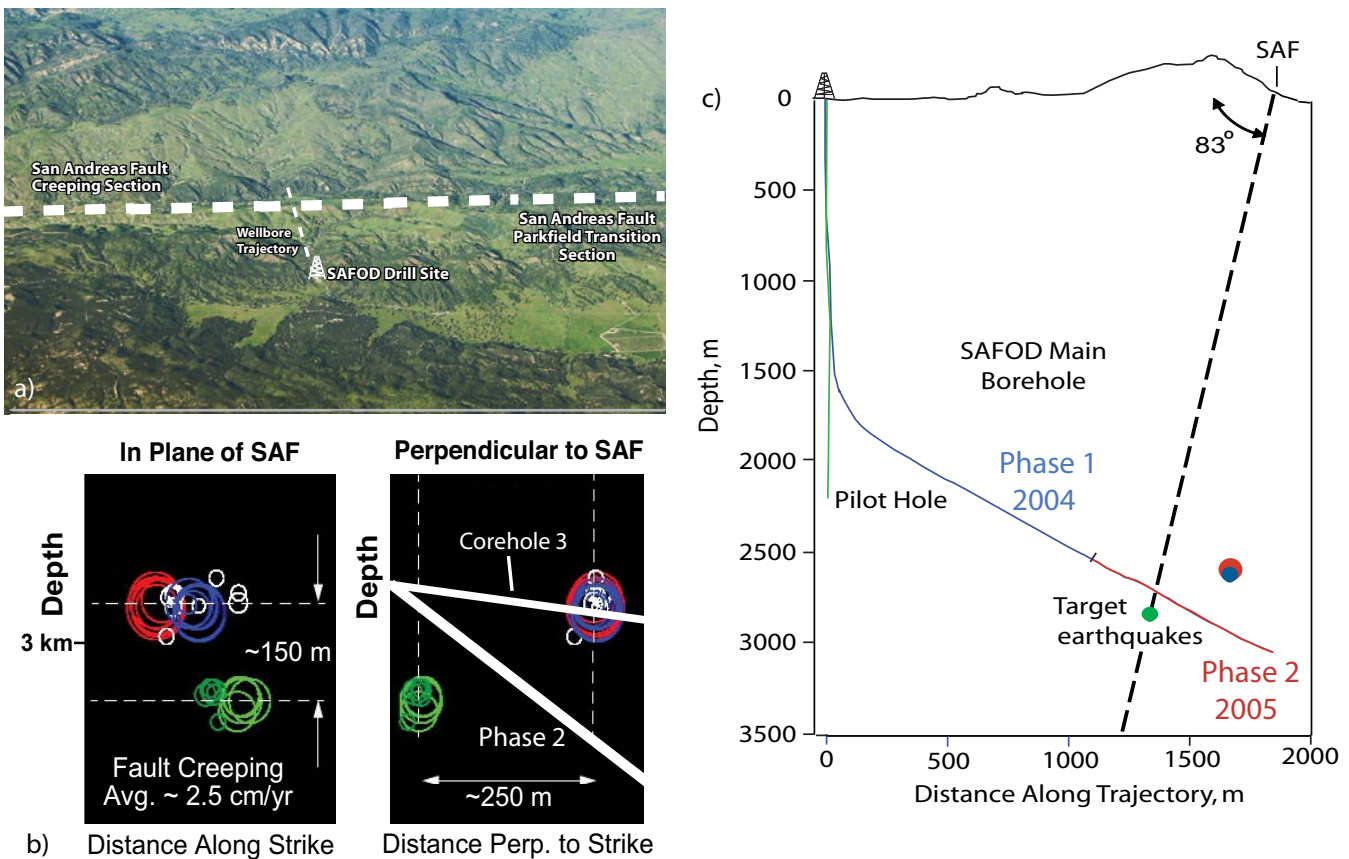 San Andreas Fault
Creeping Section
Wellbore
Trajectory
San Andreas Fault
Parkfield Transition
Section
SAFOD Drill Site
a)
In Plane of SAF
Depth
3 km
~150 m
Fault Creeping
Avg. ~ 2.5 cm/yr
b)
Distance Along Strike
Perpendicular to SAF
Depth
Corehole 3
Phase 2
~250 m
Distance Perp. to Strike
c)
SAF
83°
0
500
1000
1500
2000
2500
3000
3500
Depth, m
SAFOD Main
Borehole
Phase 1
2004
Pilot Hole
Target
earthquakes
Phase 2
2005
0
500
1000
1500
2000
Distance Along Trajectory, m